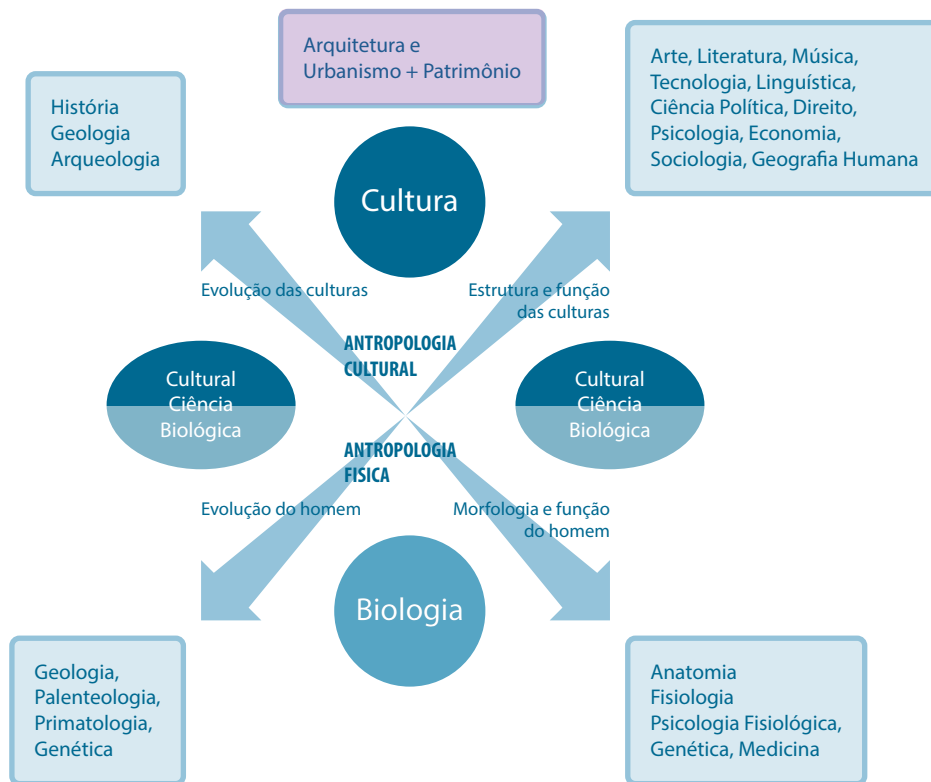 Arquitetura e
Urbanismo + Patrimônio
História
Geologia
Arqueologia
Arte, Literatura, Música,
Tecnologia, Linguística,
Ciência Política, Direito,
Psicologia, Economia,
Sociologia, Geografia Humana
Cultura
Evolução das culturas
Estrutura e função
das culturas
ANTROPOLOGIA
CULTURAL
Cultural
Ciência
Biológica
Cultural
Ciência
Biológica
ANTROPOLOGIA
FISICA
Evolução do homem
Morfologia e função
do homem
Biologia
Geologia,
Palenteologia,
Primatologia,
Genética
Anatomia
Fisiologia
Psicologia Fisiológica,
Genética, Medicina